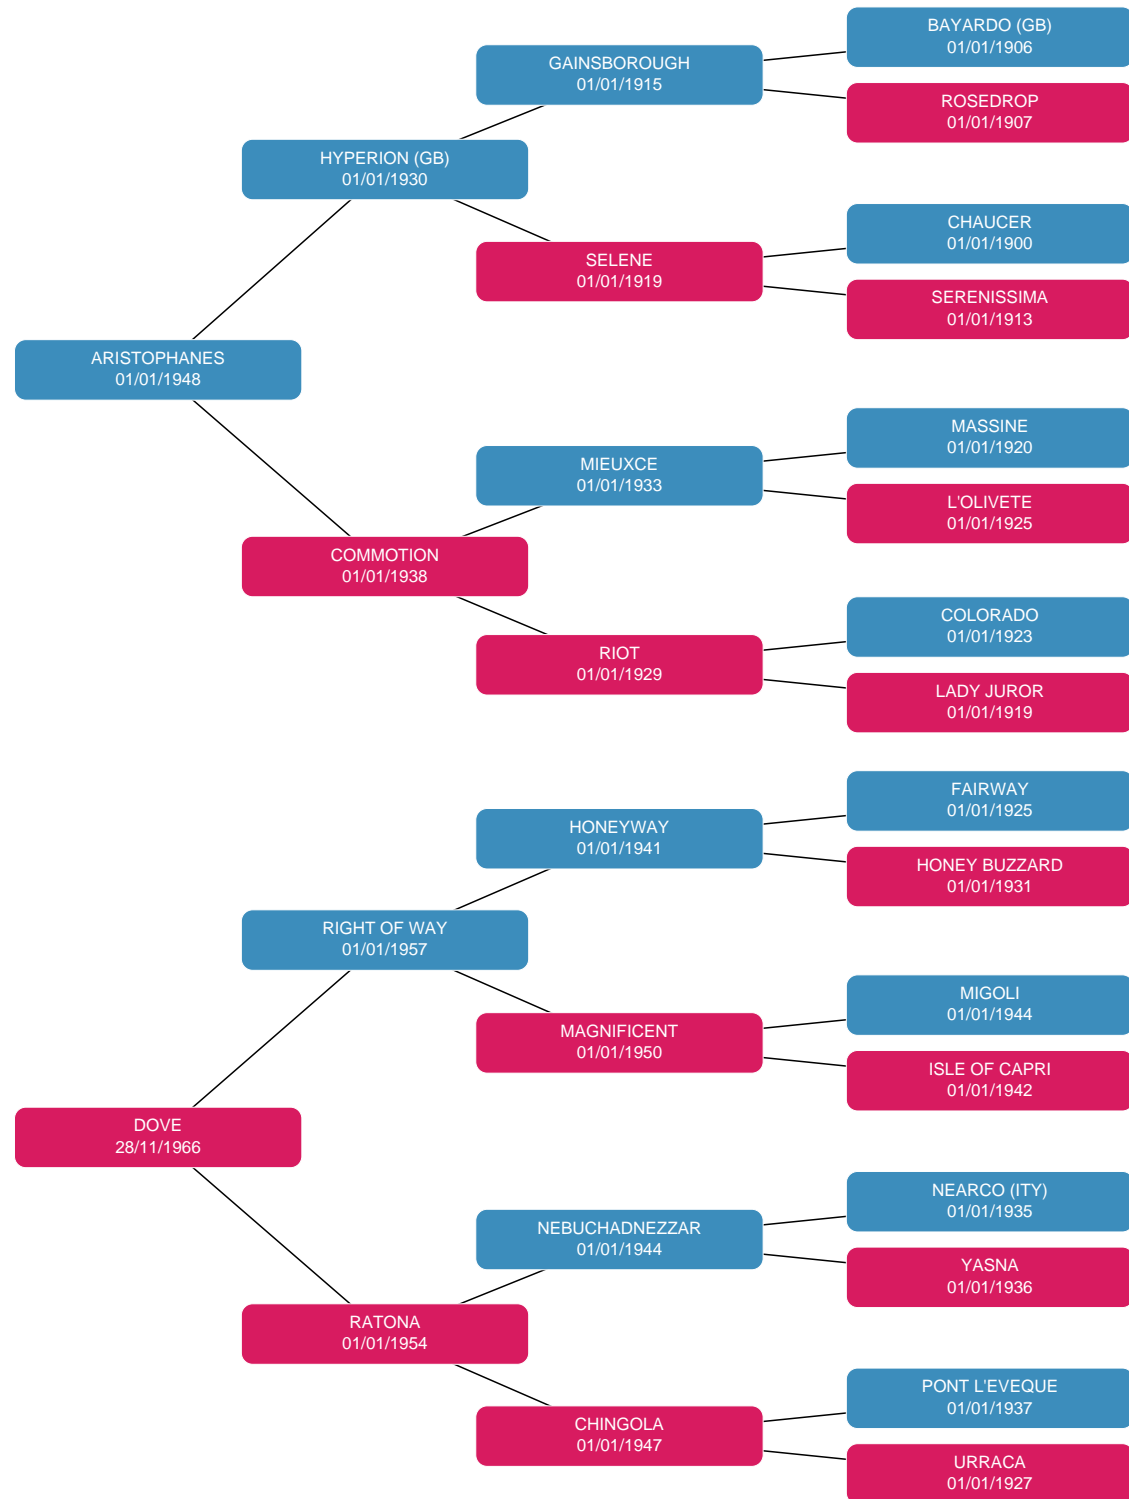 BAYARDO (GB)
01/01/1906
GAINSBOROUGH
01/01/1915
ROSEDROP
01/01/1907
HYPERION (GB)
01/01/1930
CHAUCER
01/01/1900
SELENE
01/01/1919
SERENISSIMA
01/01/1913
ARISTOPHANES
01/01/1948
MASSINE
01/01/1920
MIEUXCE
01/01/1933
L'OLIVETE
01/01/1925
COMMOTION
01/01/1938
COLORADO
01/01/1923
RIOT
01/01/1929
LADY JUROR
01/01/1919
FAIRWAY
01/01/1925
HONEYWAY
01/01/1941
HONEY BUZZARD
01/01/1931
RIGHT OF WAY
01/01/1957
MIGOLI
01/01/1944
MAGNIFICENT
01/01/1950
ISLE OF CAPRI
01/01/1942
DOVE
28/11/1966
NEARCO (ITY)
01/01/1935
NEBUCHADNEZZAR
01/01/1944
YASNA
01/01/1936
RATONA
01/01/1954
PONT L'EVEQUE
01/01/1937
CHINGOLA
01/01/1947
URRACA
01/01/1927